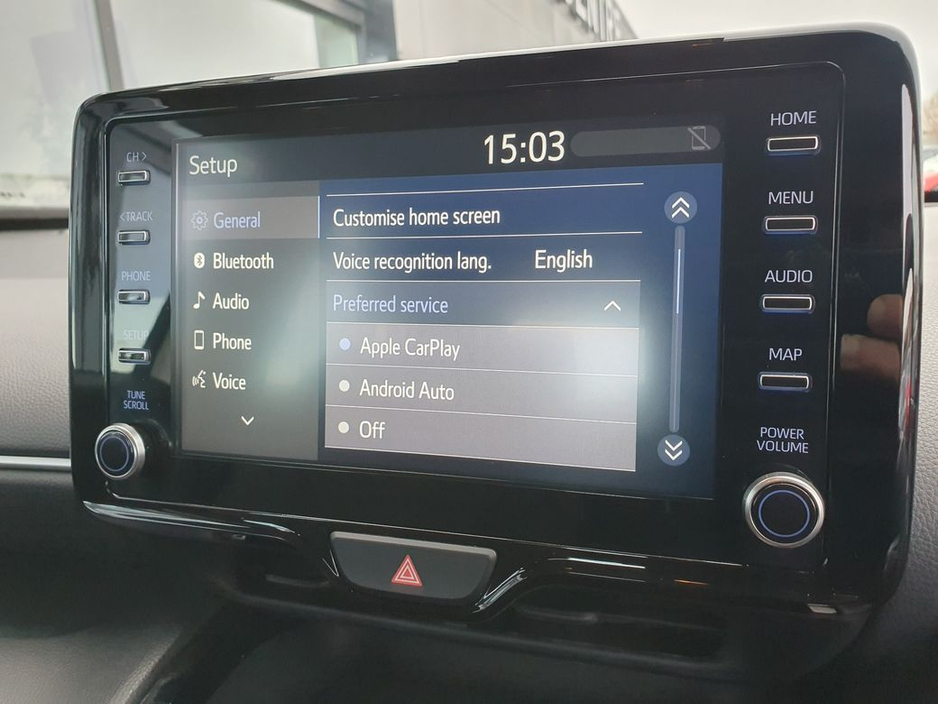 CH>
<TRACK
PHONE
SETUP
TUNE
SCROLL
15:03
Setup
General
Bluetooth
Audio
Phone
Voice
Customise home screen
Voice recognition lang. English
Preferred service
Apple CarPlay
Android Auto
Off
HOME
MENU
AUDIO
MAP
POWER
VOLUME